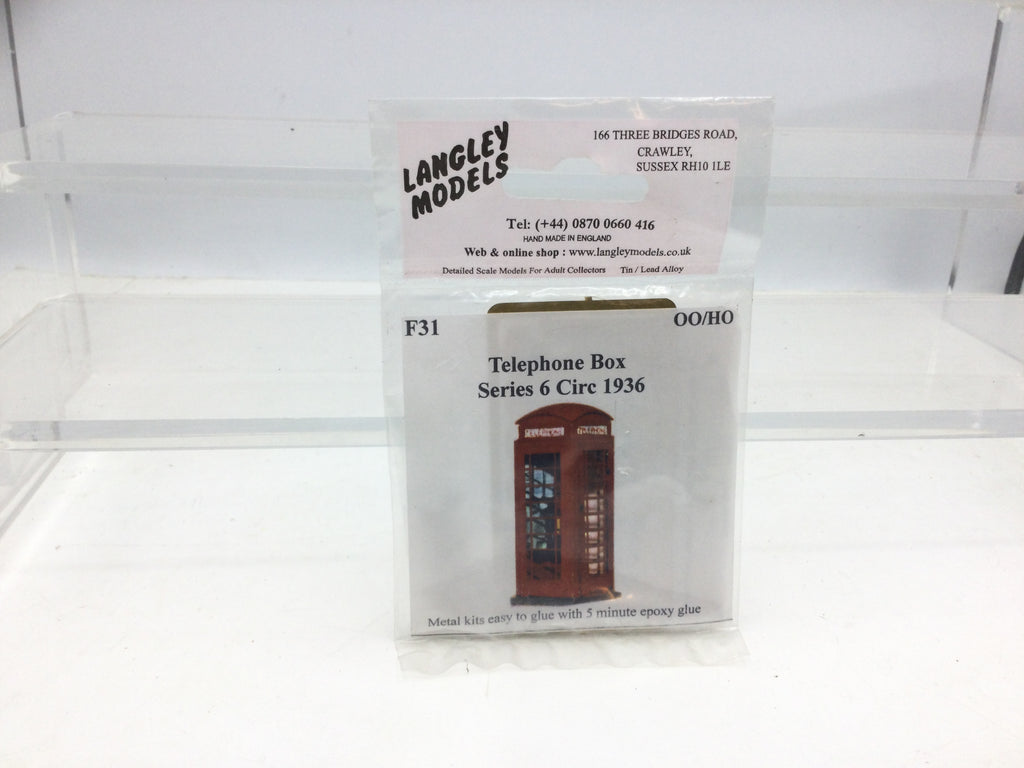 LANGLEY
MODELS
166 THREE BRIDGES ROAD,
CRAWLEY,
SUSSEX RH10 1LE
Tel: (+44) 0870 0660 416
HAND MADE IN ENGLAND
Web & online shop : www.langleymodels.co.uk
Detailed Scale Models For Adult Collectors Tin / Lead Alloy
F31 OO/HO
Telephone Box
Series 6 Circ 1936
TELEPHONE TELEPHONE
Metal kits easy to glue with 5 minute epoxy glue